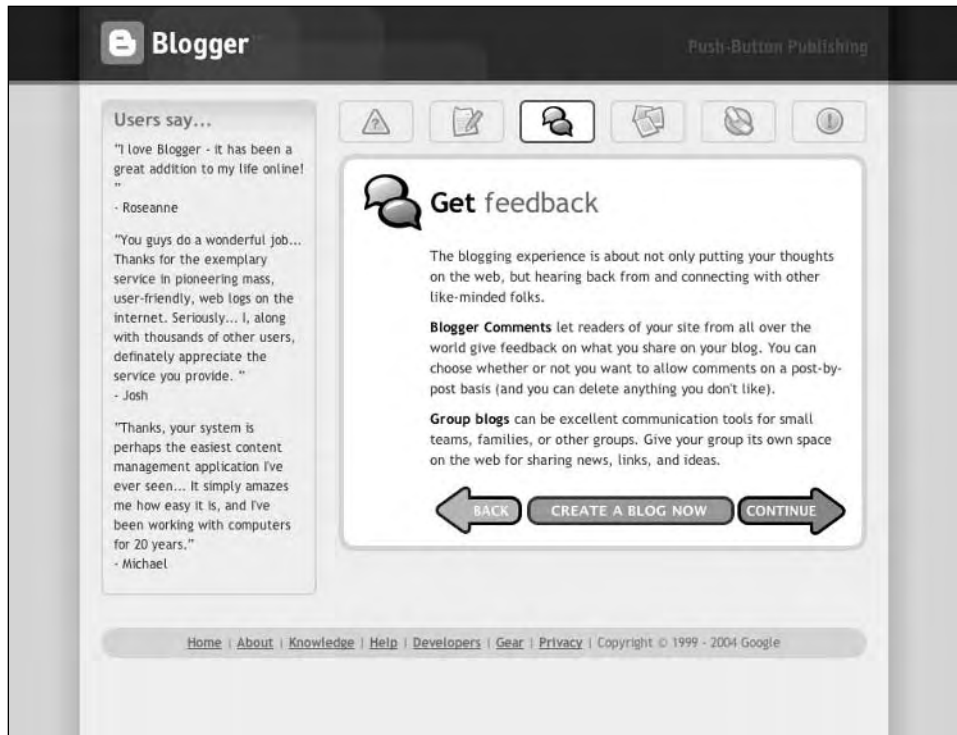 Blogger™
Push-Button Publishing
Users say...
"I love Blogger - it has been a
great addition to my life online!
"
- Roseanne
"You guys do a wonderful job...
Thanks for the exemplary
service in pioneering mass,
user-friendly, web logs on the
internet. Seriously... I, along
with thousands of other users,
definately appreciate the
service you provide. "
- Josh
"Thanks, your system is
perhaps the easiest content
management application I've
ever seen... It simply amazes
me how easy it is, and I've
been working with computers
for 20 years."
- Michael
Get feedback
The blogging experience is about not only putting your thoughts
on the web, but hearing back from and connecting with other
like-minded folks.
Blogger Comments let readers of your site from all over the
world give feedback on what you share on your blog. You can
choose whether or not you want to allow comments on a post-by-
post basis (and you can delete anything you don't like).
Group blogs can be excellent communication tools for small
teams, families, or other groups. Give your group its own space
on the web for sharing news, links, and ideas.
BACK CREATE A BLOG NOW CONTINUE
Home | About | Knowledge | Help | Developers | Gear | Privacy | Copyright © 1999 - 2004 Google